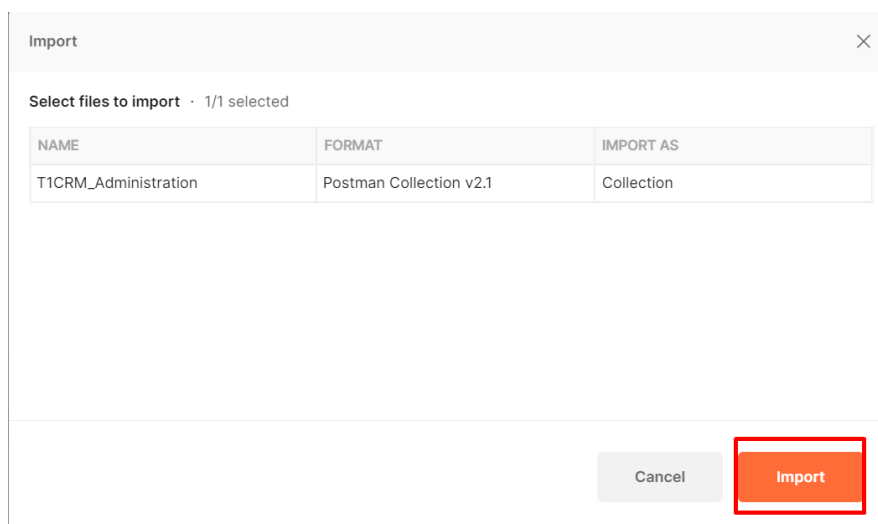 Import
Select files to import · 1/1 selected
NAME FORMAT IMPORT AS
T1CRM_Administration Postman Collection v2.1 Collection
Cancel Import